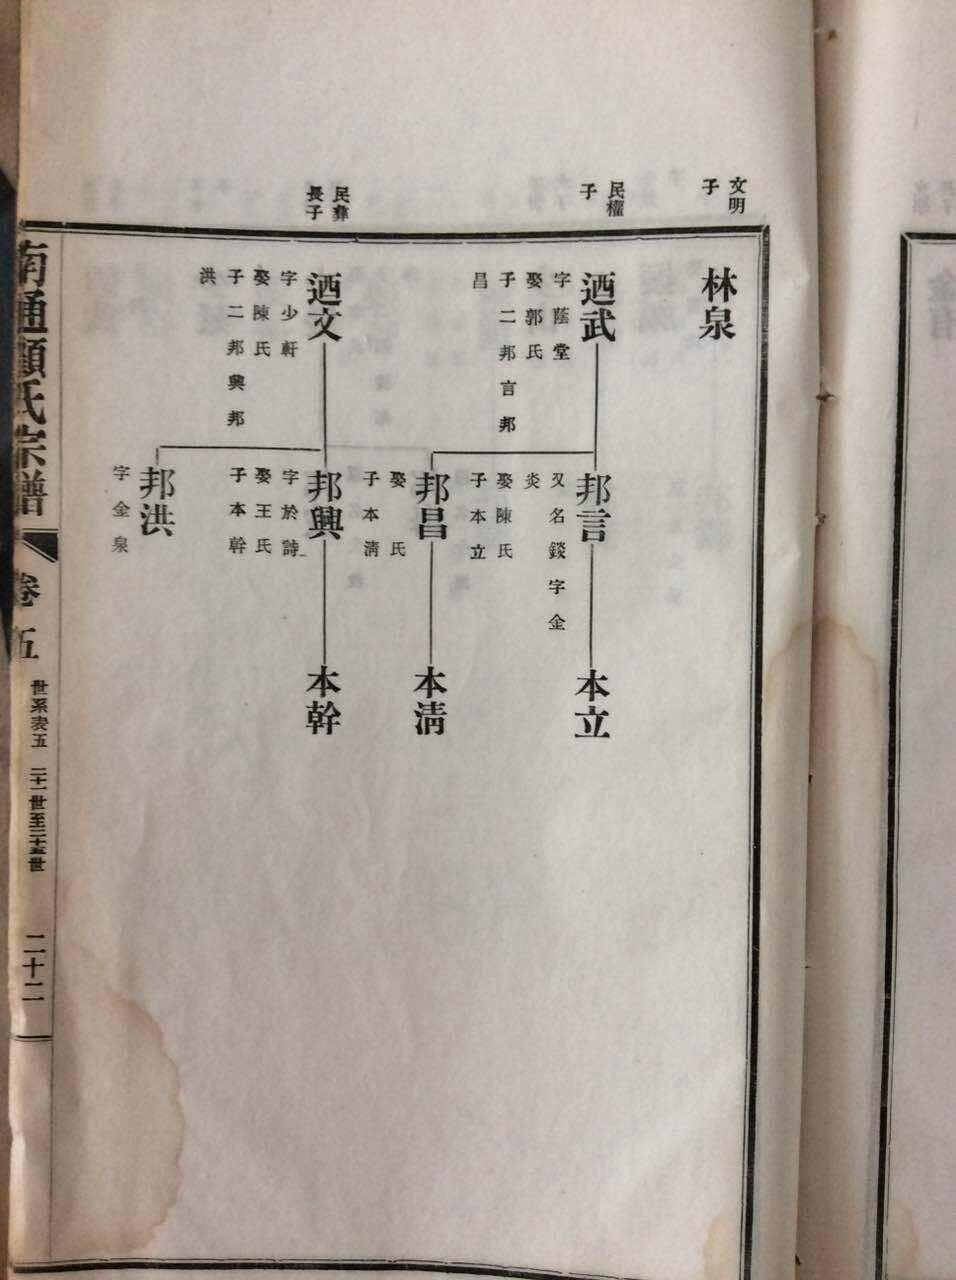 文明
子
林泉
民權
子
迺武
字蔭堂
娶郭氏
子二邦言邦
昌
邦言
又名錟字金
炎
娶陳氏
子本立
本立
邦昌
娶 氏
子本淸
本淸
民彝
長子
迺文
字少軒
娶陳氏
子二邦興邦
洪
邦興
字於詩
娶王氏
子本幹
本幹
邦洪
字金泉
南通顧氏宗譜
卷五
世系表五
二十一世至二十五世
二十二